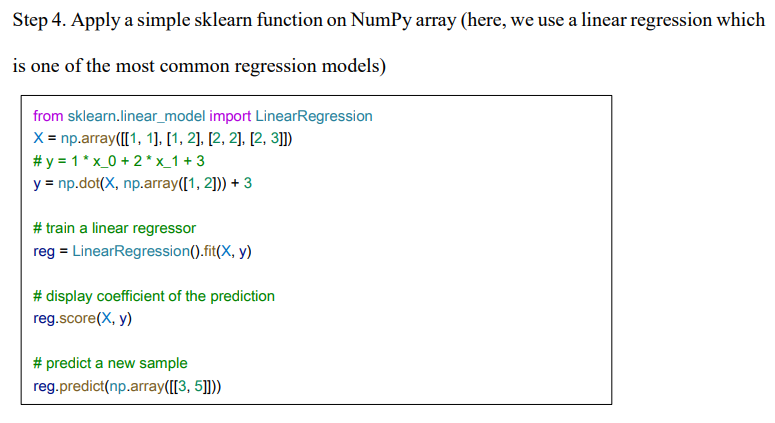 Step 4. Apply a simple sklearn function on NumPy array (here, we use a linear regression which
is one of the most common regression models)
from sklearn.linear_model import LinearRegression
X = np.array([[1, 1], [1, 2], [2, 2], [2, 3]])
# y = 1 * x_0 + 2 * x_1 + 3
y = np.dot(X, np.array([1, 2])) + 3
# train a linear regressor
reg = LinearRegression().fit(X, y)
# display coefficient of the prediction
reg.score(X, y)
# predict a new sample
reg.predict(np.array([[3, 5]]))